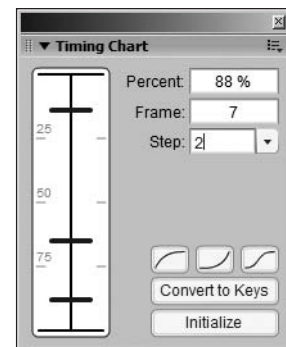 Timing Chart
Percent: 88 %
Frame: 7
Step: 2
25
50
75
Convert to Keys
Initialize